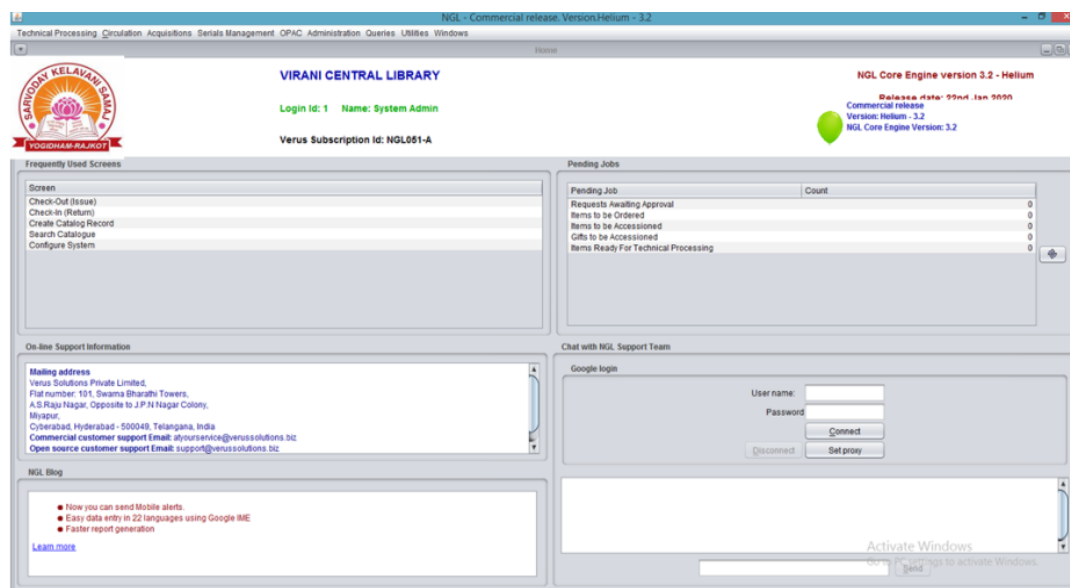 NGL - Commercial release. Version.Helium - 3.2
Technical Processing Circulation Acquisitions Serials Management OPAC Administration Queries Utilities Windows
Home
SARVODAY KELAVANI SAMAJ
YOGIDHAM-RAJKOT
VIRANI CENTRAL LIBRARY
Login Id: 1 Name: System Admin
Verus Subscription Id: NGL051-A
NGL Core Engine version 3.2 - Helium
Release date: 22nd Jan 2020
Commercial release
Version: Helium - 3.2
NGL Core Engine Version: 3.2
Frequently Used Screens
Screen
Check-Out (Issue)
Check-In (Return)
Create Catalog Record
Search Catalogue
Configure System
Pending Jobs
Pending Job Count
Requests Awaiting Approval 0
Items to be Ordered 0
Items to be Accessioned 0
Gifts to be Accessioned 0
Items Ready For Technical Processing 0
On-line Support Information
Mailing address
Verus Solutions Private Limited,
Flat number: 101, Swarna Bharathi Towers,
A.S.Raju Nagar, Opposite to J.P.N Nagar Colony,
Miyapur,
Cyberabad, Hyderabad - 500049, Telangana, India
Commercial customer support Email: atyourservice@verussolutions.biz
Open source customer support Email: support@verussolutions.biz
Chat with NGL Support Team
Google login
User name:
Password
Connect
Disconnect Set proxy
NGL Blog
Now you can send Mobile alerts.
Easy data entry in 22 languages using Google IME
Faster report generation
Learn more
Activate Windows
Go to PC settings to activate Windows.
Send